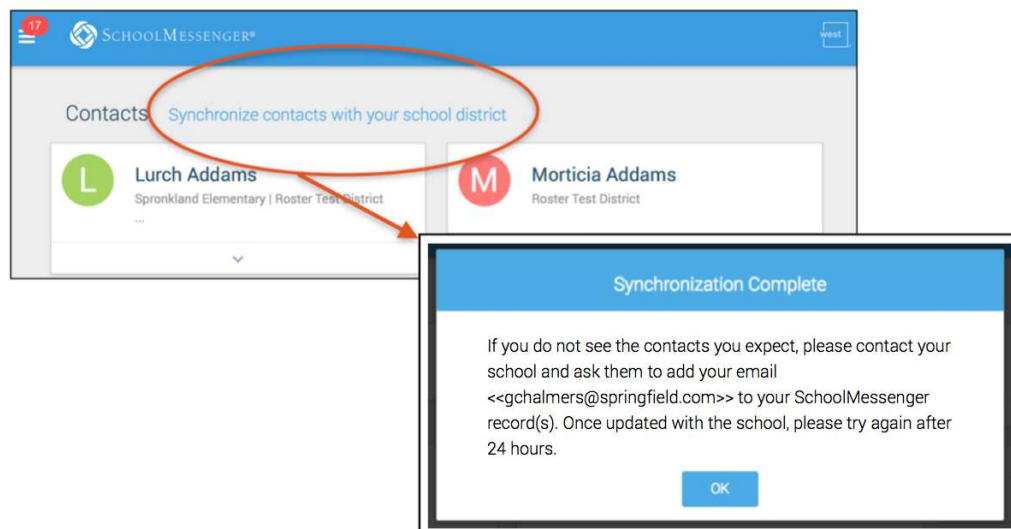 17
SCHOOLMESSENGER®
west
Contacts Synchronize contacts with your school district
L
Lurch Addams
Spronkland Elementary | Roster Test District
...
M
Morticia Addams
Roster Test District
Synchronization Complete
If you do not see the contacts you expect, please contact your
school and ask them to add your email
<<gchalmers@springfield.com>> to your SchoolMessenger
record(s). Once updated with the school, please try again after
24 hours.
OK